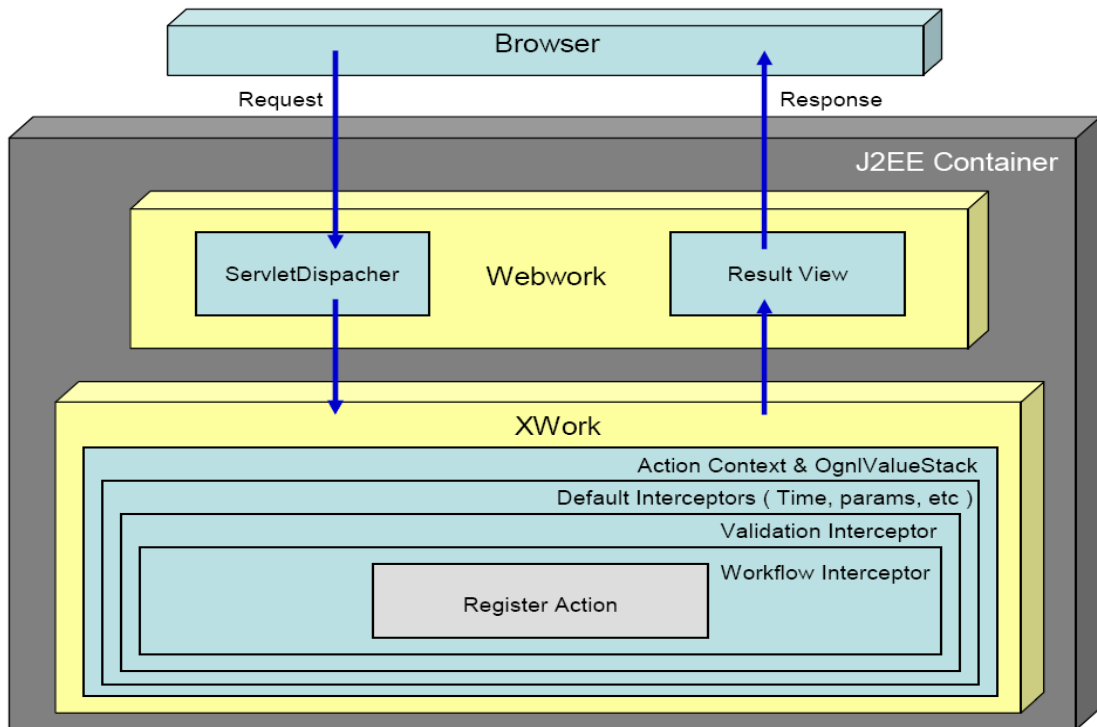 Browser
Request
Response
J2EE Container
ServletDispacher
Webwork
Result View
XWork
Action Context & OgnlValueStack
Default Interceptors ( Time, params, etc )
Validation Interceptor
Workflow Interceptor
Register Action